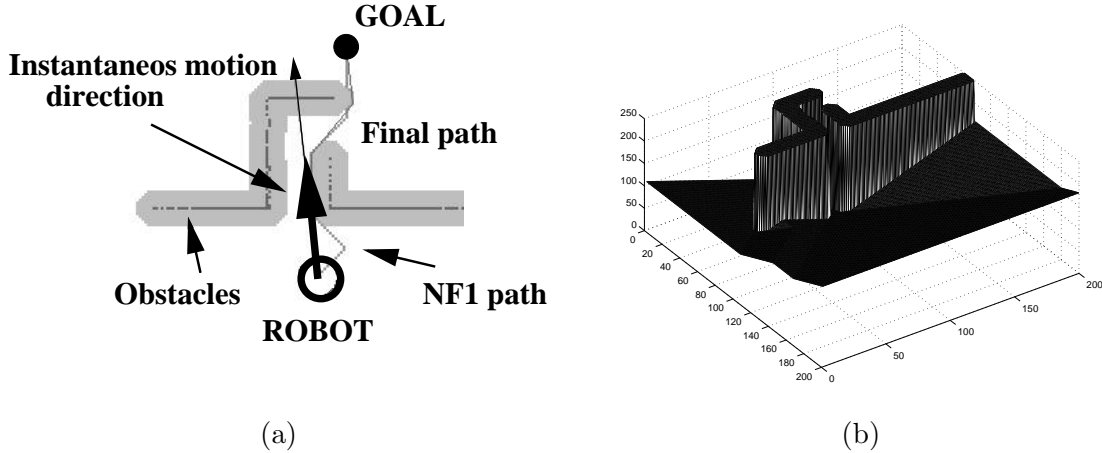 GOAL
Instantaneos motion
direction
Final path
Obstacles
NF1 path
ROBOT
(a)
250
200
150
100
50
0
0
20
40
60
80
100
120
140
160
180
200
0
50
100
150
200
(b)